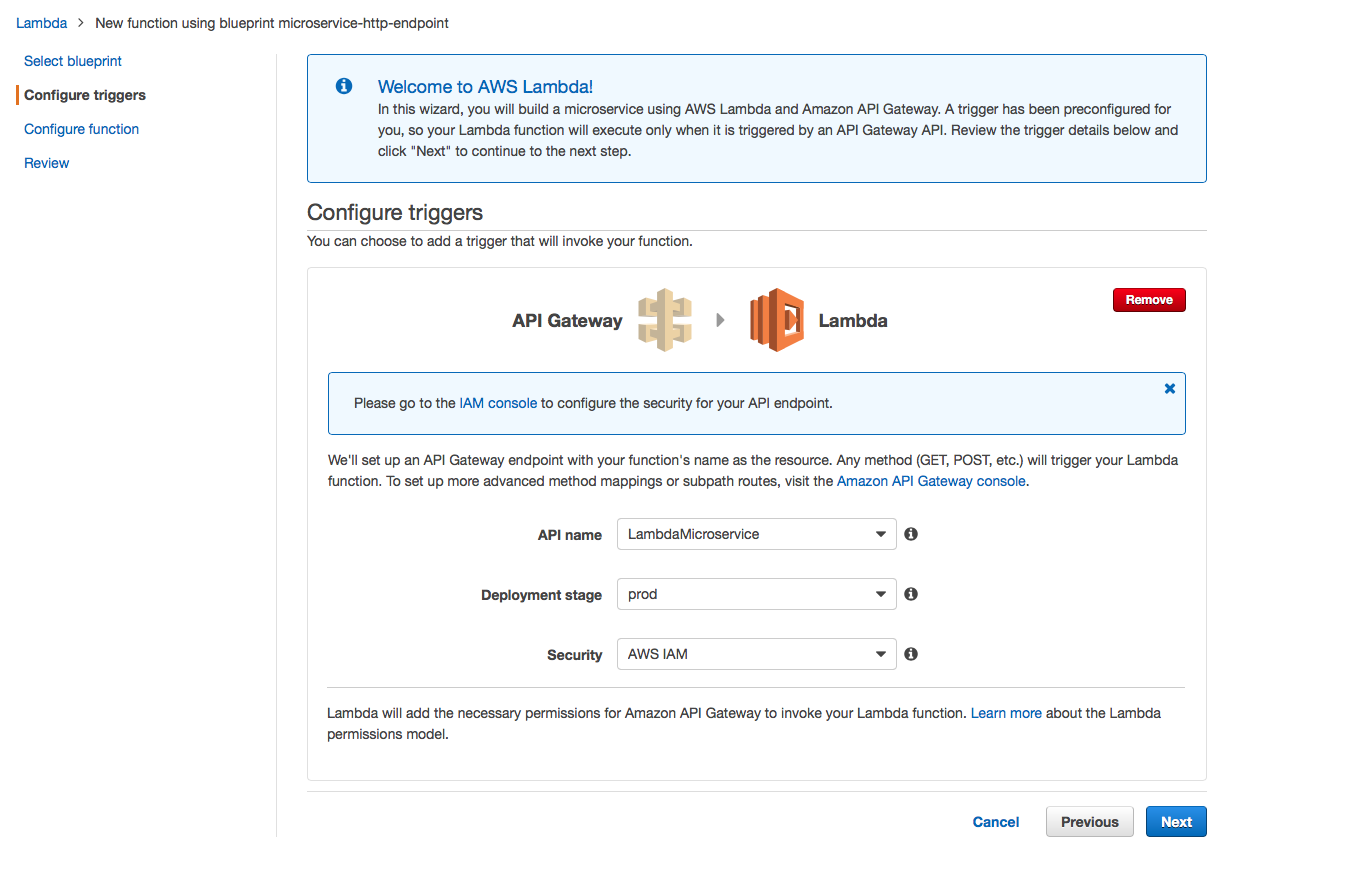 Lambda > New function using blueprint microservice-http-endpoint
Select blueprint
Configure triggers
Configure function
Review
Welcome to AWS Lambda!
In this wizard, you will build a microservice using AWS Lambda and Amazon API Gateway. A trigger has been preconfigured for
you, so your Lambda function will execute only when it is triggered by an API Gateway API. Review the trigger details below and
click "Next" to continue to the next step.
Configure triggers
You can choose to add a trigger that will invoke your function.
Remove
API Gateway
Lambda
Please go to the IAM console to configure the security for your API endpoint.
We'll set up an API Gateway endpoint with your function's name as the resource. Any method (GET, POST, etc.) will trigger your Lambda
function. To set up more advanced method mappings or subpath routes, visit the Amazon API Gateway console.
API name LambdaMicroservice
Deployment stage prod
Security AWS IAM
Lambda will add the necessary permissions for Amazon API Gateway to invoke your Lambda function. Learn more about the Lambda
permissions model.
Cancel Previous Next